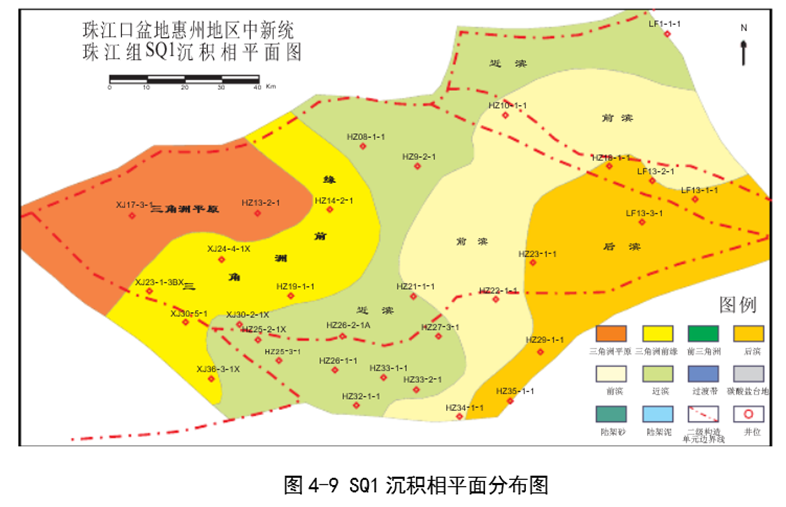 珠江口盆地惠州地区中新统
珠江组SQ1沉积相平面图
0 10 20 30 40 Km
N
LF1-1-1
近 滨
HZ10-1-1
前 滨
HZ08-1-1
HZ9-2-1
HZ18-1-1
LF13-2-1
缘
LF13-1-1
XJ17-3-1
三角洲平原
HZ13-2-1
HZ14-2-1
LF13-3-1
前
前 滨
后 滨
XJ24-4-1X
洲
HZ23-1-1
角
XJ23-1-3BX
三
HZ19-1-1
HZ21-1-1
HZ22-1-1
近 滨
图例
XJ30-5-1
XJ30-2-1X
HZ25-2-1X
HZ26-2-1A
HZ27-3-1
HZ29-1-1
三角洲平原 三角洲前缘 前三角洲 后滨
HZ25-3-1
HZ26-1-1
XJ36-3-1X
HZ33-1-1
HZ33-2-1
前滨 近滨 过渡带 碳酸盐台地
HZ32-1-1
HZ35-1-1
HZ34-1-1
陆架砂 陆架泥 二级构造 井位
单元边界线
图 4-9 SQ1 沉积相平面分布图